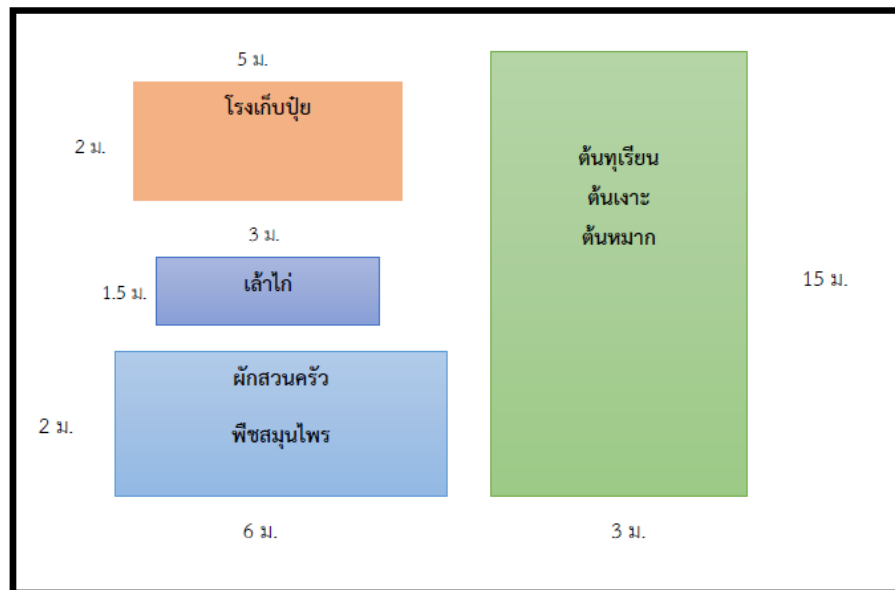 5 ม.
โรงเก็บปุ๋ย
2 ม.
3 ม.
เล้าไก่
1.5 ม.
ผักสวนครัว
พืชสมุนไพร
2 ม.
6 ม.
ต้นทุเรียน
ต้นเงาะ
ต้นหมาก
15 ม.
3 ม.